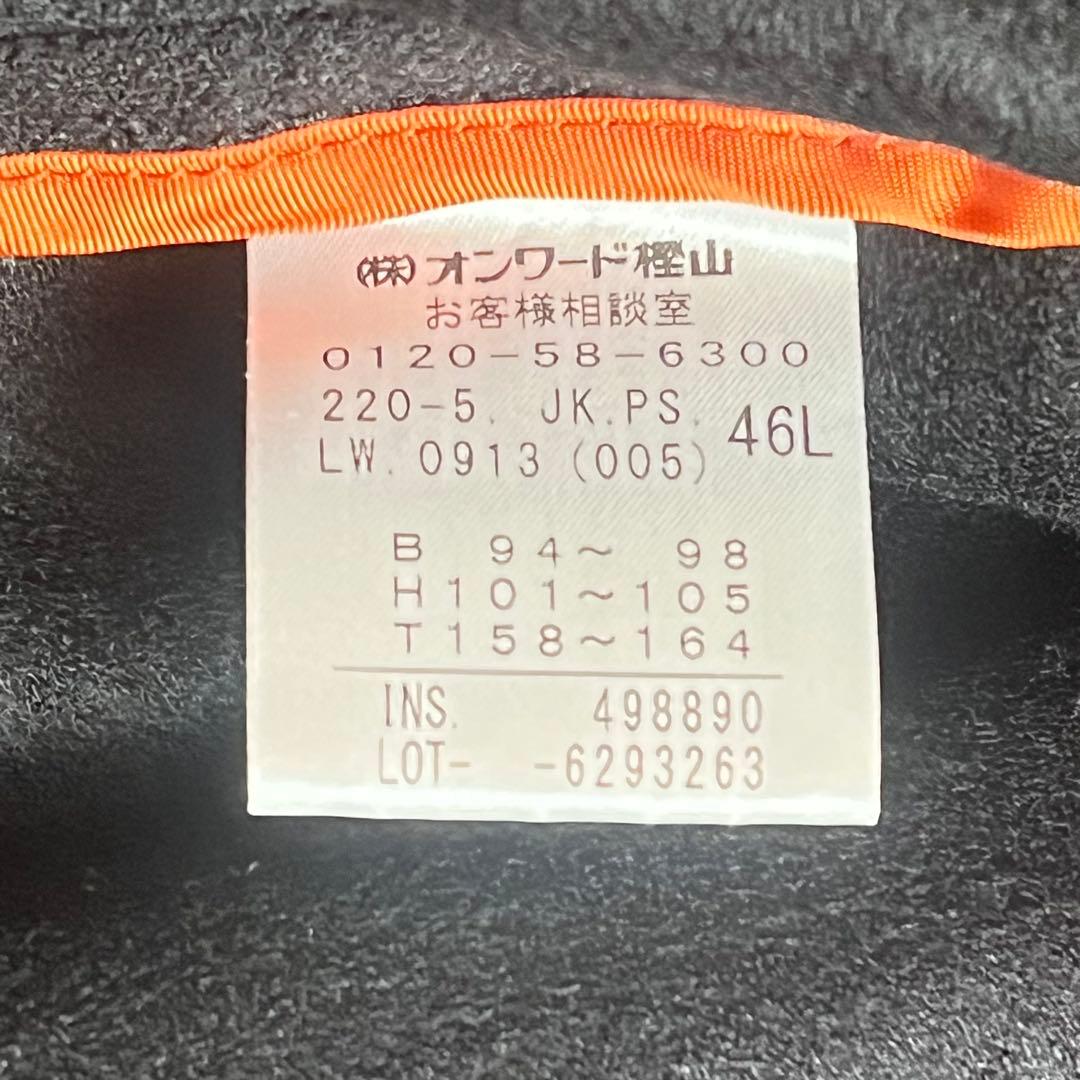 (株)オンワード樫山
お客様相談室
0120-58-6300
220-5. JK.PS. 46L
LW. 0913 (005)
B 94〜 98
H101〜105
T158〜164
INS. 498890
LOT- -6293263